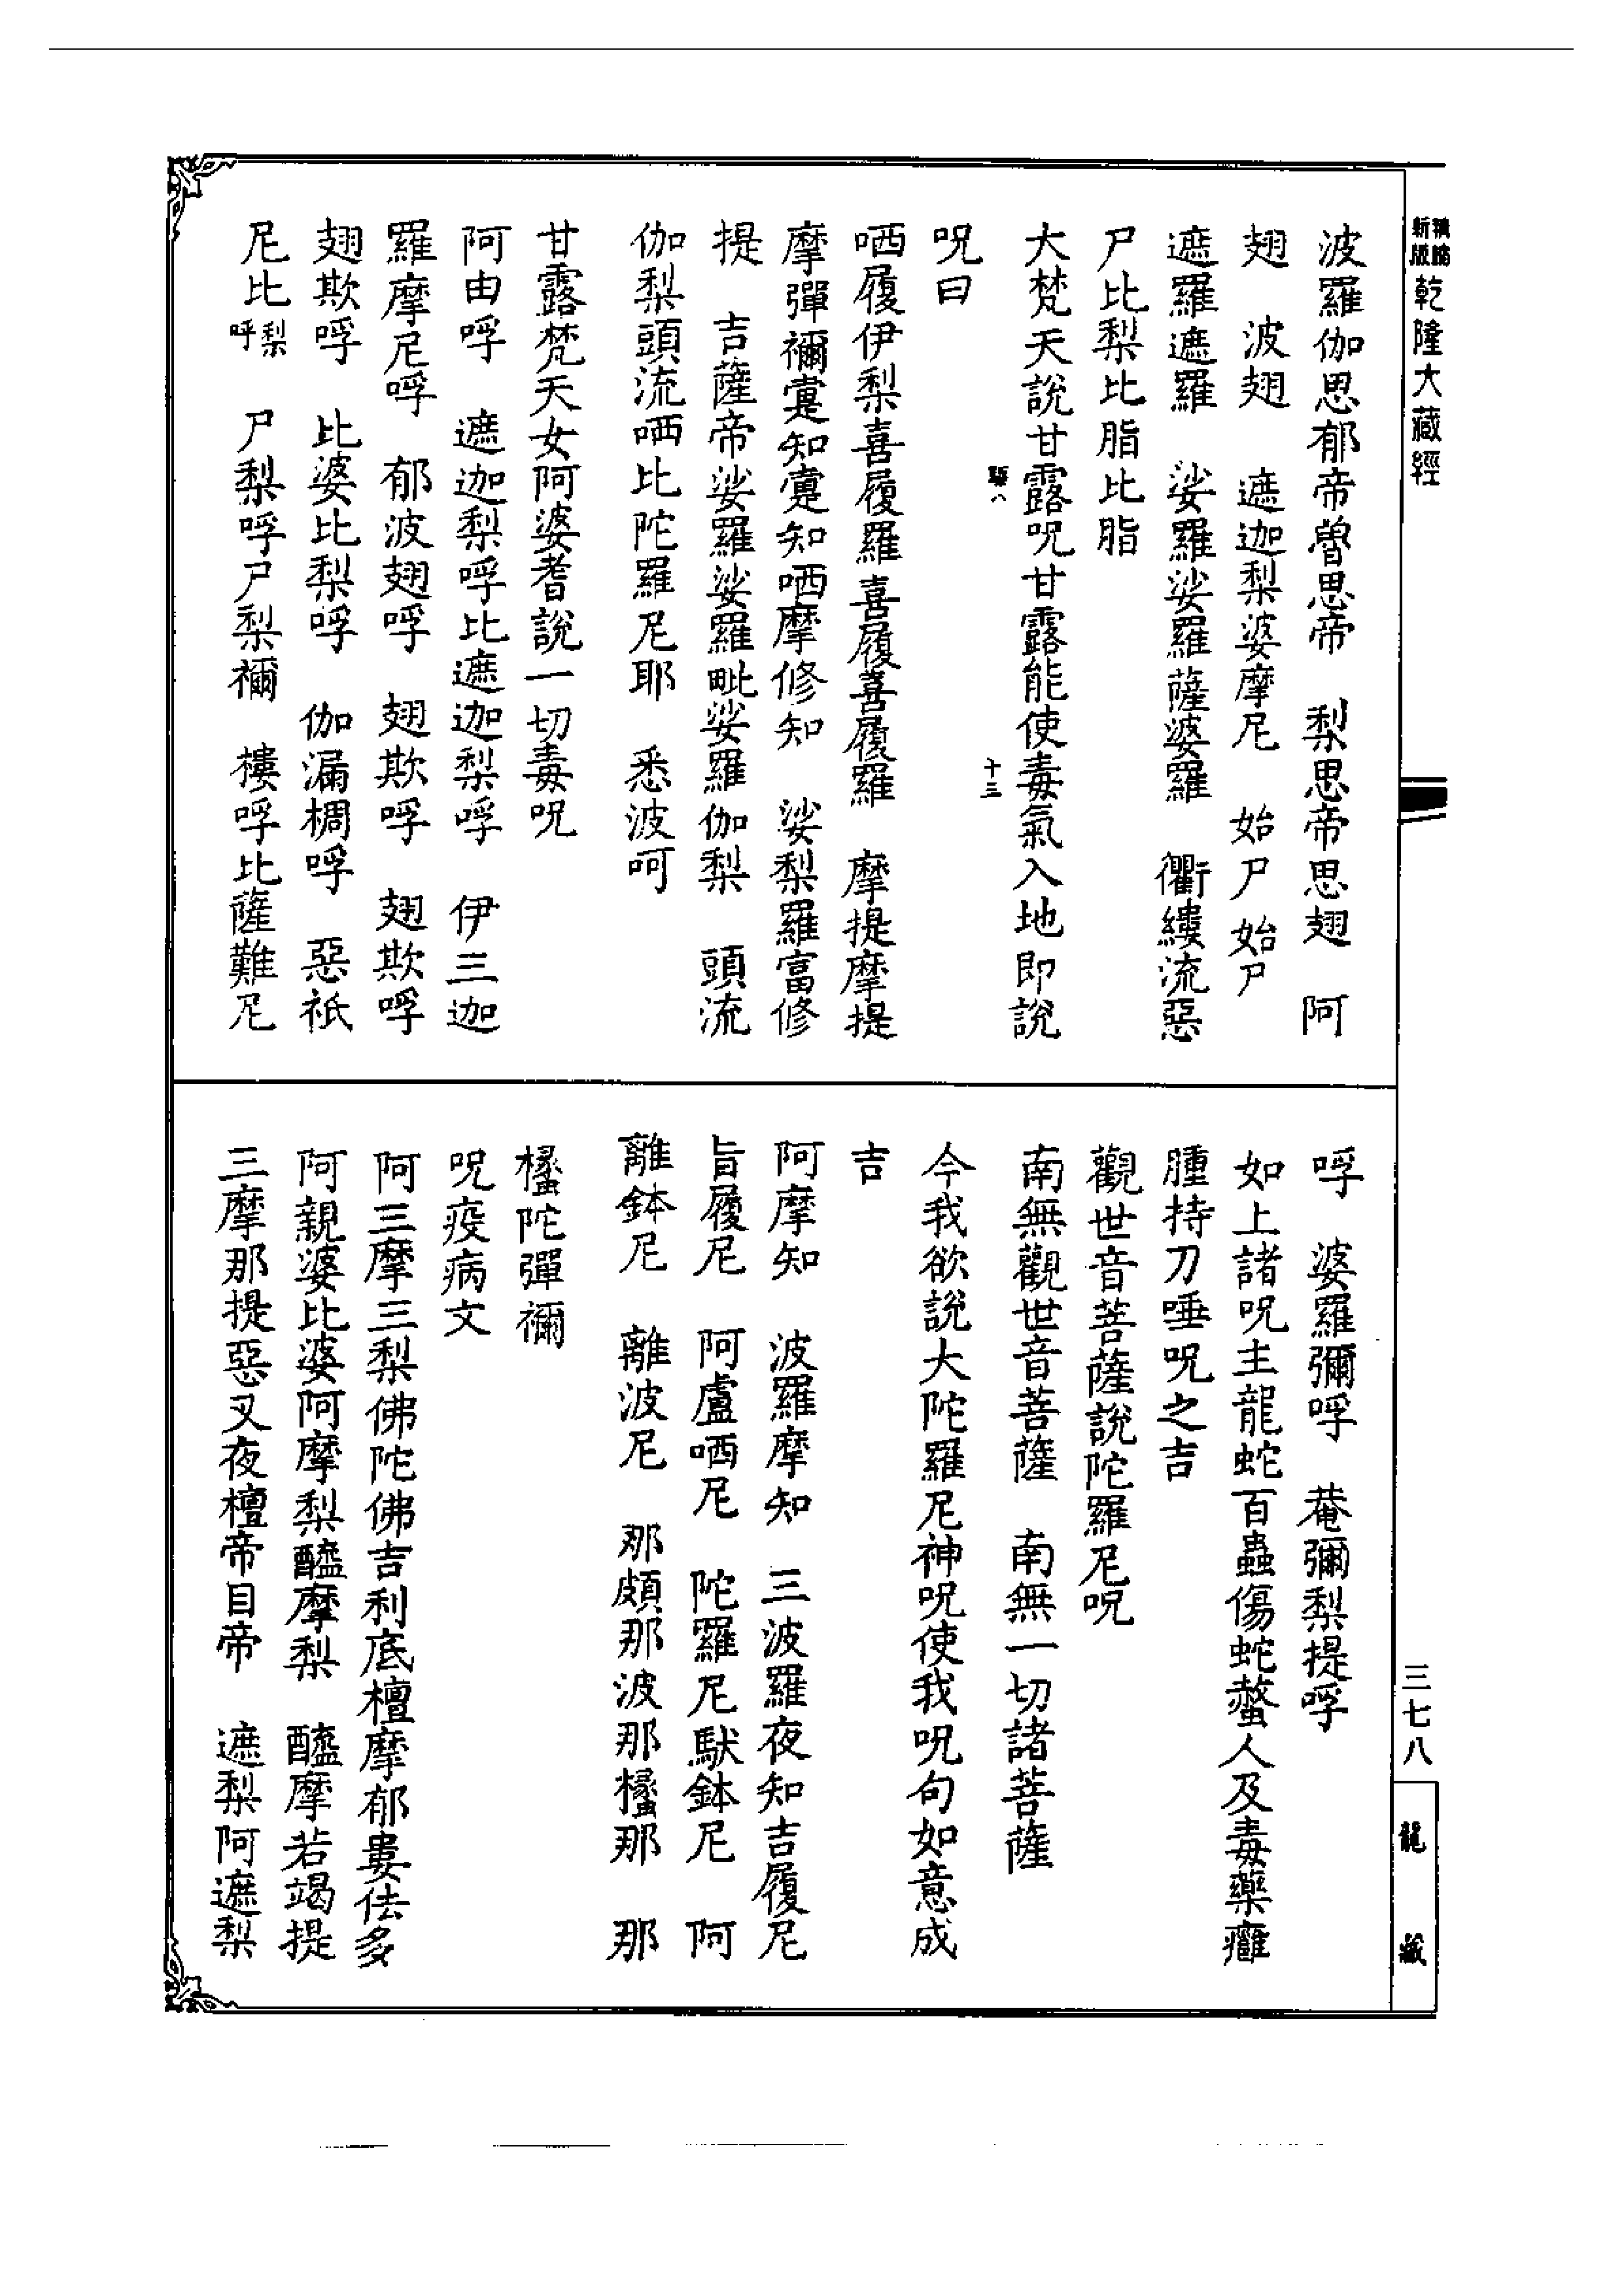 新版精縮乾隆大藏經
波羅伽思郁帝曾思帝　梨思帝思翅　阿
翅　波翅　遮迦梨婆摩尼　始尸始尸
遮羅遮羅　娑羅娑羅薩婆羅　衢縷流惡
尸比梨比脂比脂
大梵天說甘露呪甘露能使毒氣入地即說
十三
呪曰
哂履伊梨喜履羅喜履喜履羅　摩提摩提
摩彈禰寔知寔知哂摩修知　娑梨羅富修
提　吉薩帝娑羅娑羅毗娑羅伽梨　頭流
伽梨頭流哂比陀羅尼耶　悉波呵
甘露梵天女阿婆耆說一切毒呪
阿由呼　遮迦梨呼比遮迦梨呼　伊三迦
羅摩尼呼　郁波翅呼　翅欺呼　翅欺呼
翅欺呼　比婆比梨呼　伽漏椆呼　惡祇
尼比梨呼　尸梨呼尸梨禰　樓呼比薩難尼
呼　婆羅彌呼　菴彌梨提呼
如上諸呪主龍蛇百蟲傷蛇螫人及毒藥癰
腫持刀唾呪之吉
觀世音菩薩說陀羅尼呪
南無觀世音菩薩　南無一切諸菩薩
今我欲說大陀羅尼神呪使我呪句如意成
吉
阿摩知　波羅摩知　三波羅夜知吉履尼
旨履尼　阿盧哂尼　陀羅尼馱鉢尼　阿
離鉢尼　離波尼　那頗那波那櫁那　那
櫁陀彈禰
呪疫病文
阿三摩三梨佛陀佛吉利底檀摩郁婁佉多
阿親婆比婆阿摩梨醯摩梨　醯摩若竭提
三摩那提惡叉夜檀帝目帝　遮梨阿遮梨
三七八
龍藏